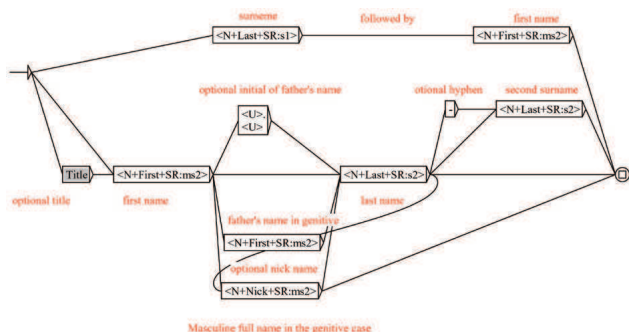 suroeme
followed by
first name
<N+Last+SR:s1>
<N+First+SR:ms2>
optional initial of father's name
otional hyphen
second surname
<U>.
<U>
-
<N+Last+SR:s2>
Title
<N+First+SR:ms2>
<N+Last+SR:s2>
optional title
first name
last name
father's name in genitive
<N+First+SR:ms2>
optional nick name
<N+Nick+SR:ms2>
Masculine full name in the genitive case